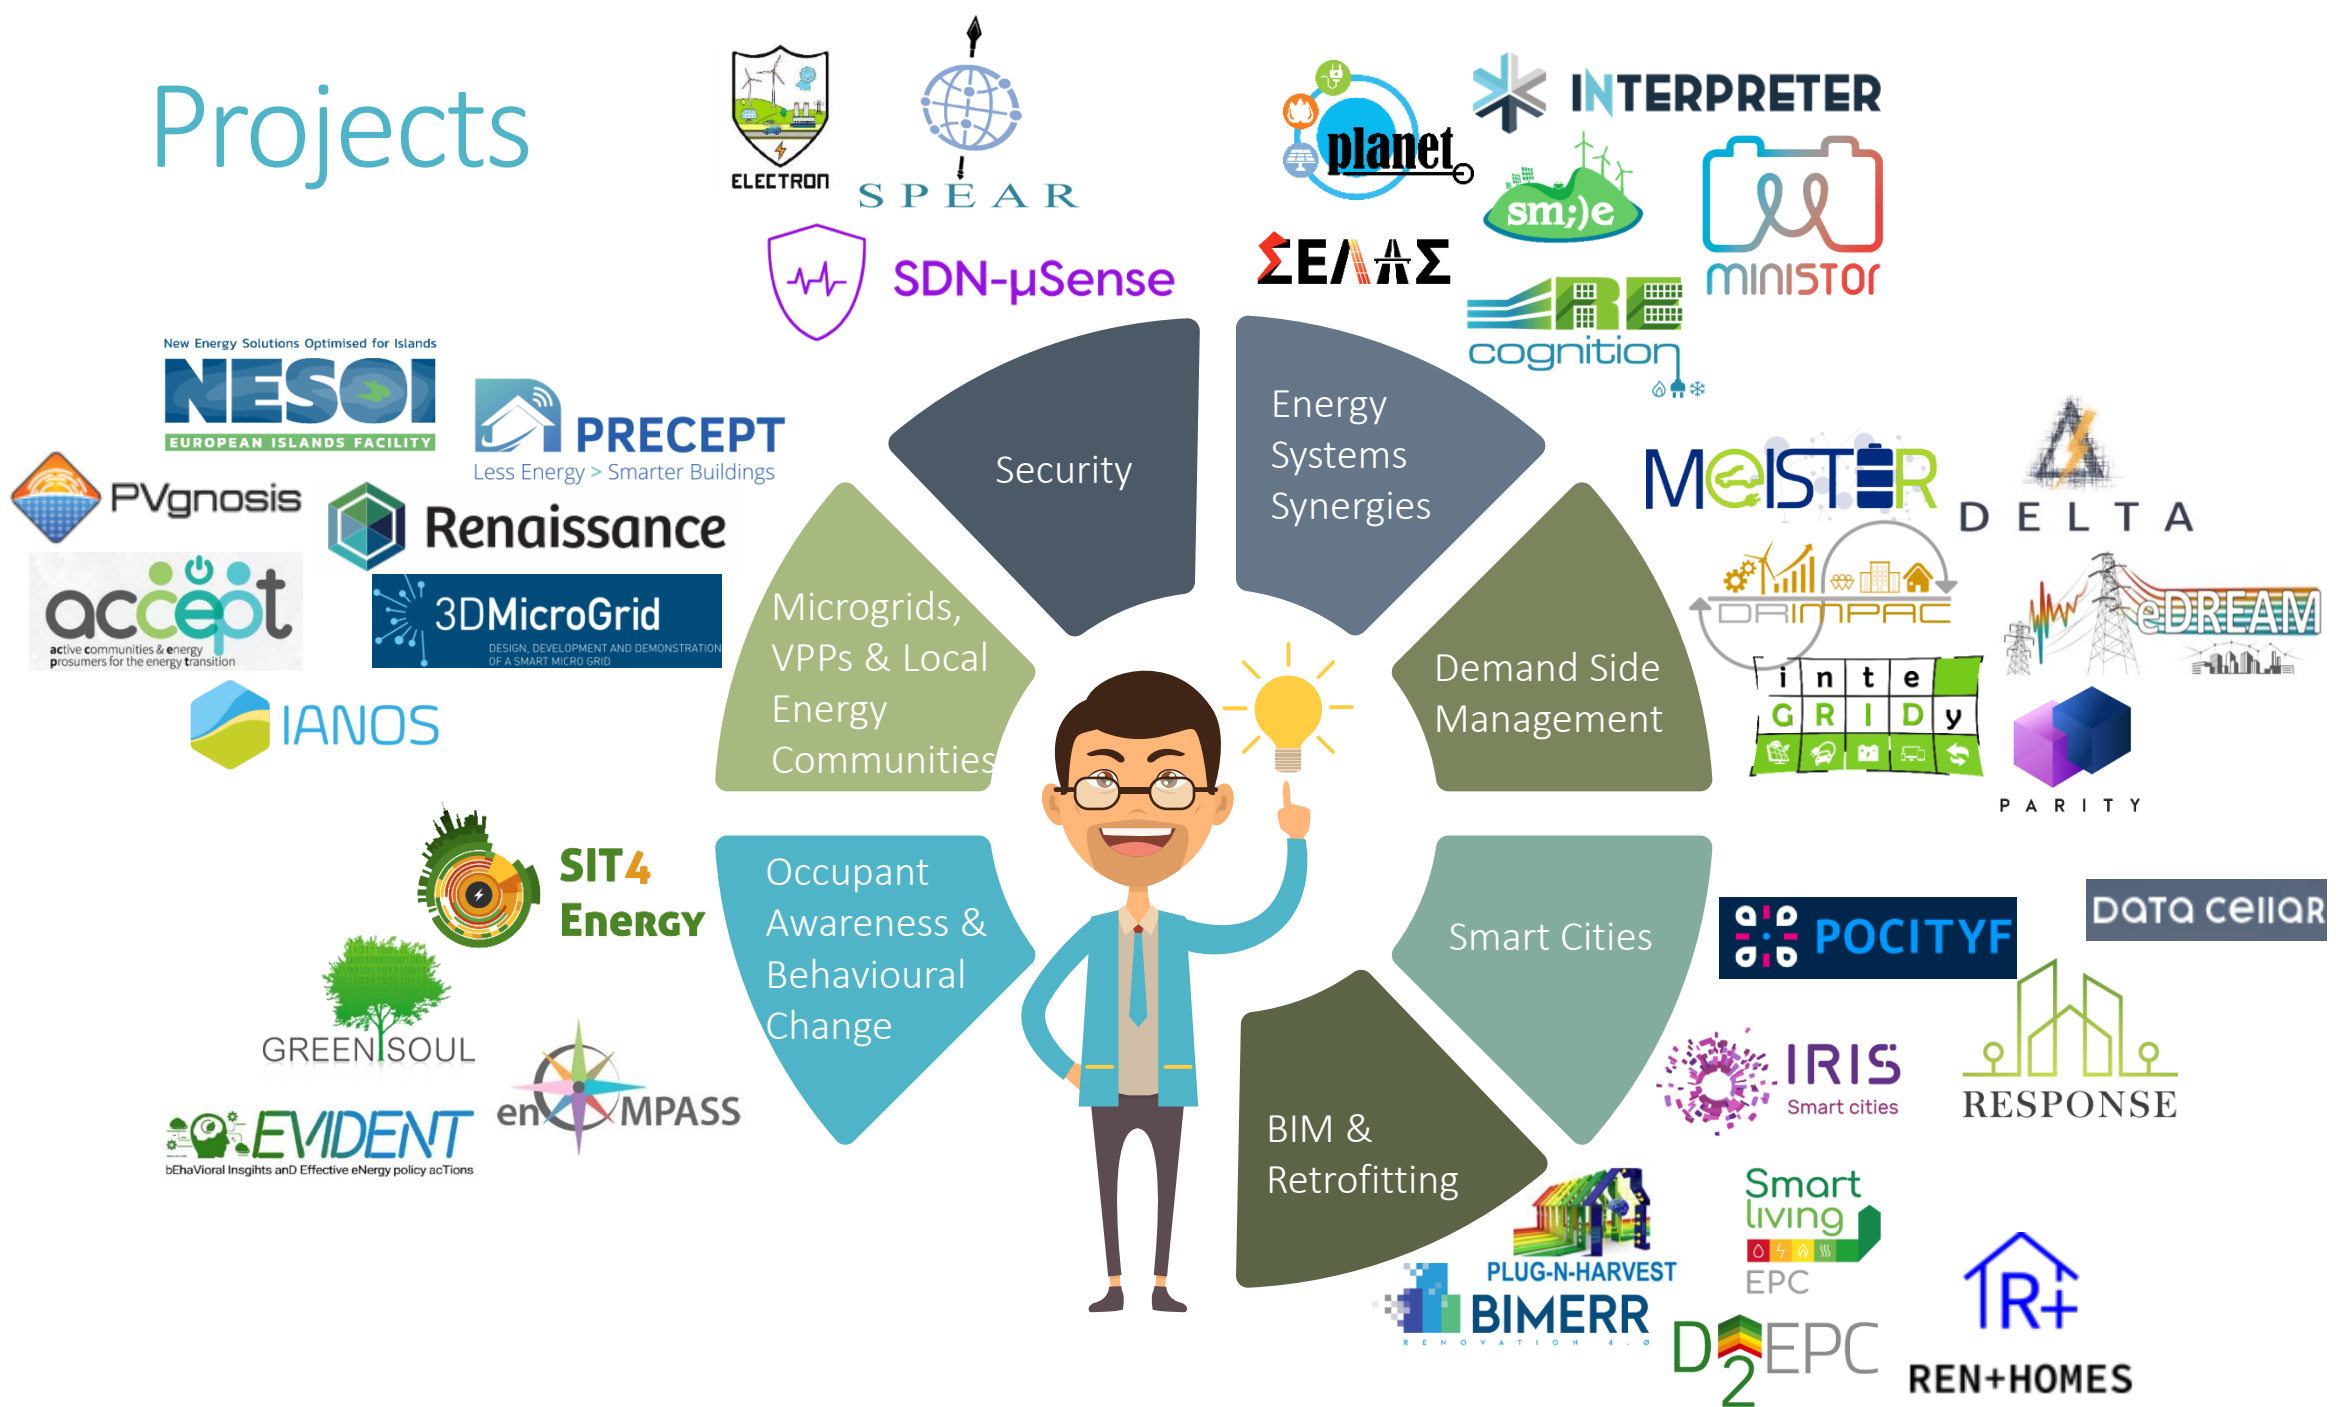 Projects
ELECTRON
SPEAR
SDN-µSense
planet
INTERPRETER
sm;)e
MINISTOR
ΣΕΛΑΣ
RE
cognition
New Energy Solutions Optimised for Islands
NESOI
EUROPEAN ISLANDS FACILITY
PRECEPT
Less Energy > Smarter Buildings
PVgnosis
Renaissance
accept
active communities & energy
prosumers for the energy transition
3DMicroGrid
DESIGN, DEVELOPMENT AND DEMONSTRATION
OF A SMART MICRO GRID
IANOS
Security
Energy
Systems
Synergies
Microgrids,
VPPs & Local
Energy
Communities
Demand Side
Management
MEISTER
DELTA
DRIMPAC
eDREAM
inte
GRIDy
PARITY
SIT4
Energy
GREENSOUL
enCOMPASS
EVIDENT
bEhaVioral Insgihts anD Effective eNergy policy acTions
Occupant
Awareness &
Behavioural
Change
Smart Cities
POCITYF
DATA CELLAR
IRIS
Smart cities
RESPONSE
BIM &
Retrofitting
PLUG-N-HARVEST
BIMERR
RENOVATION 4.0
Smart
living
EPC
D2EPC
R+
REN+HOMES